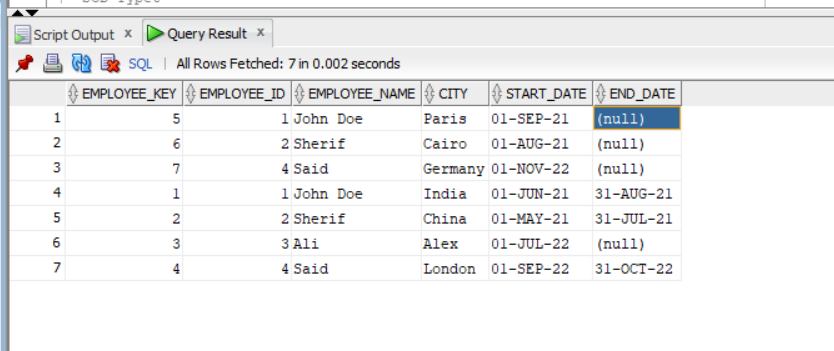 Script Output x Query Result x
SQL | All Rows Fetched: 7 in 0.002 seconds
EMPLOYEE_KEY EMPLOYEE_ID EMPLOYEE_NAME CITY START_DATE END_DATE
1 5 1 John Doe Paris 01-SEP-21 (null)
2 6 2 Sherif Cairo 01-AUG-21 (null)
3 7 4 Said Germany 01-NOV-22 (null)
4 1 1 John Doe India 01-JUN-21 31-AUG-21
5 2 2 Sherif China 01-MAY-21 31-JUL-21
6 3 3 Ali Alex 01-JUL-22 (null)
7 4 4 Said London 01-SEP-22 31-OCT-22